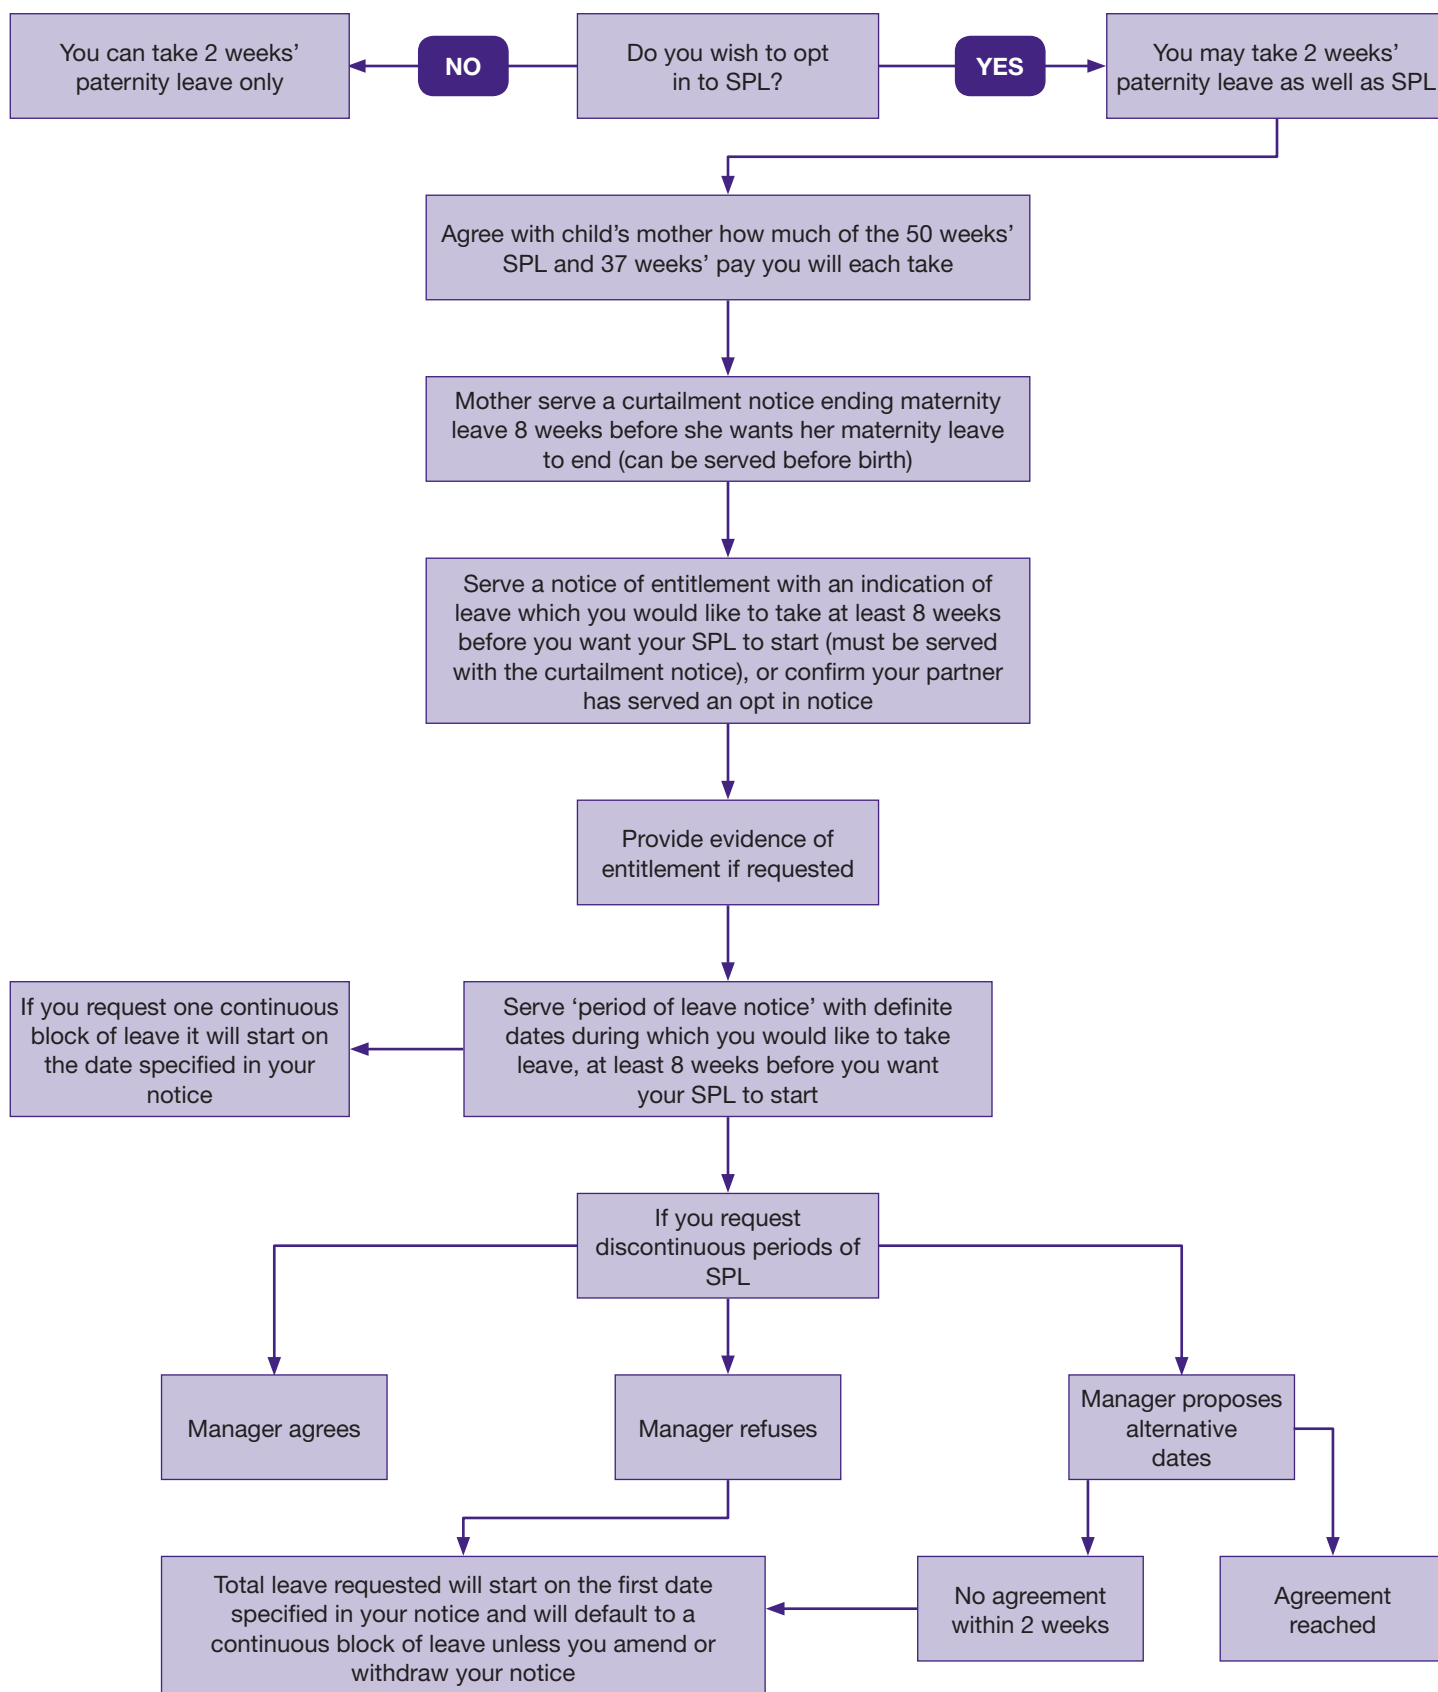 You can take 2 weeks’
paternity leave only
NO
Do you wish to opt
in to SPL?
YES
You may take 2 weeks’
paternity leave as well as SPL
Agree with child’s mother how much of the 50 weeks’
SPL and 37 weeks’ pay you will each take
Mother serve a curtailment notice ending maternity
leave 8 weeks before she wants her maternity leave
to end (can be served before birth)
Serve a notice of entitlement with an indication of
leave which you would like to take at least 8 weeks
before you want your SPL to start (must be served
with the curtailment notice), or confirm your partner
has served an opt in notice
Provide evidence of
entitlement if requested
If you request one continuous
block of leave it will start on
the date specified in your
notice
Serve ‘period of leave notice’ with definite
dates during which you would like to take
leave, at least 8 weeks before you want
your SPL to start
If you request
discontinuous periods of
SPL
Manager agrees
Manager refuses
Manager proposes
alternative
dates
Total leave requested will start on the first date
specified in your notice and will default to a
continuous block of leave unless you amend or
withdraw your notice
No agreement
within 2 weeks
Agreement
reached